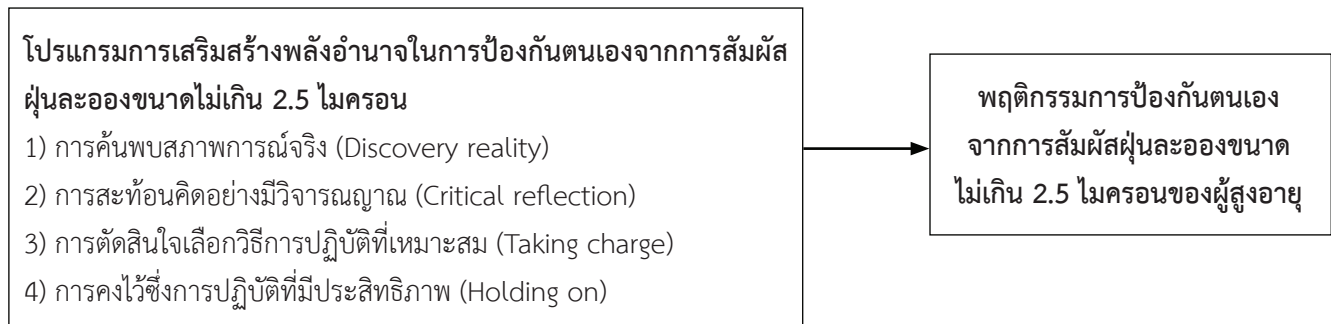 โปรแกรมการเสริมสร้างพลังอำนาจในการป้องกันตนเองจากการสัมผัส
ฝุ่นละอองขนาดไม่เกิน 2.5 ไมครอน
1) การค้นพบสภาพการณ์จริง (Discovery reality)
2) การสะท้อนคิดอย่างมีวิจารณญาณ (Critical reflection)
3) การตัดสินใจเลือกวิธีการปฏิบัติที่เหมาะสม (Taking charge)
4) การคงไว้ซึ่งการปฏิบัติที่มีประสิทธิภาพ (Holding on)
พฤติกรรมการป้องกันตนเอง
จากการสัมผัสฝุ่นละอองขนาด
ไม่เกิน 2.5 ไมครอนของผู้สูงอายุ